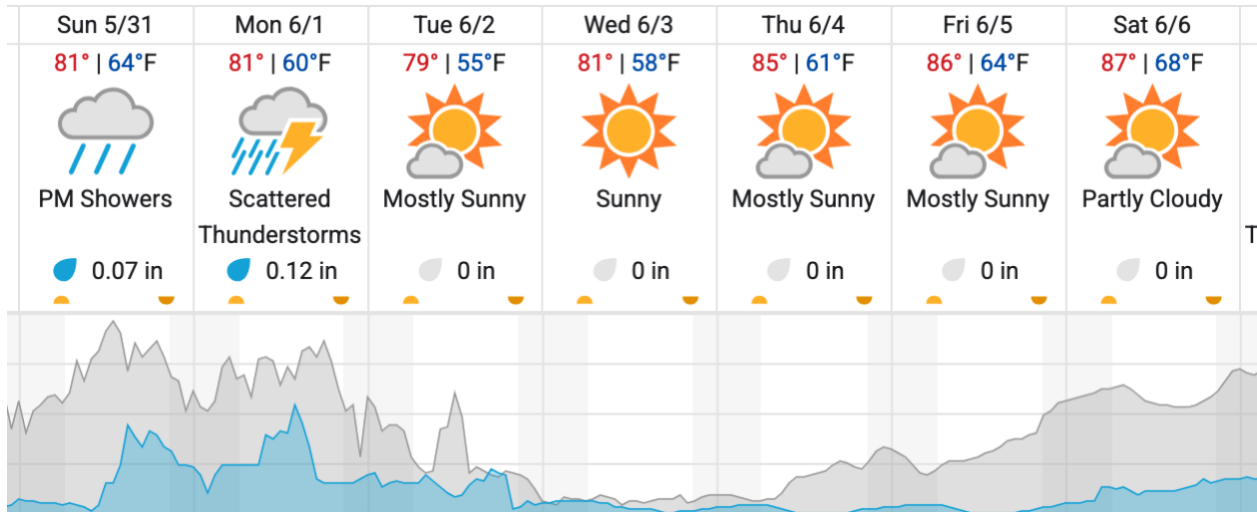 Sun 5/31 Mon 6/1 Tue 6/2 Wed 6/3 Thu 6/4 Fri 6/5 Sat 6/6
81° | 64°F 81° | 60°F 79° | 55°F 81° | 58°F 85° | 61°F 86° | 64°F 87° | 68°F
PM Showers Scattered Mostly Sunny Sunny Mostly Sunny Mostly Sunny Partly Cloudy
Thunderstorms
0.07 in 0.12 in 0 in 0 in 0 in 0 in 0 in